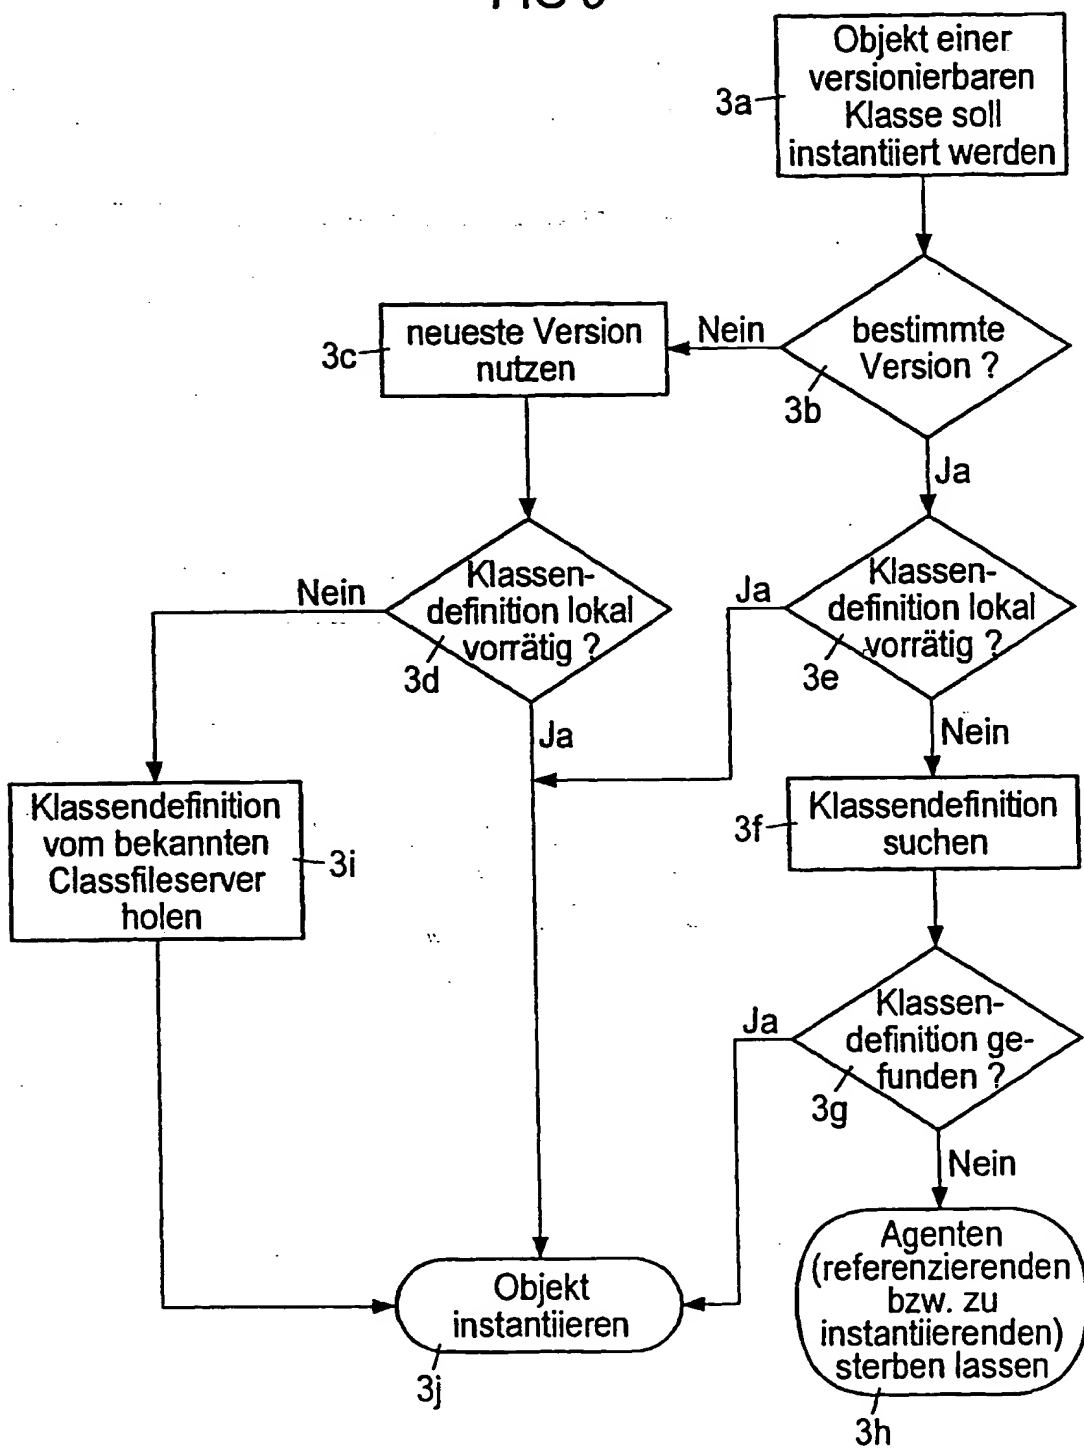 Objekt einer
versionierbaren
Klasse soll
instantiiert werden
3a
bestimmte
Version ?
3b
Nein
neueste Version
nutzen
3c
Ja
Klassen-
definition lokal
vorrätig ?
3d
Nein
Ja
Klassen-
definition lokal
vorrätig ?
3e
Ja
Nein
Klassendefinition
vom bekannten
Classfileserver
holen
3i
Klassendefinition
suchen
3f
Klassen-
definition ge-
funden ?
3g
Ja
Nein
Objekt
instantiieren
3j
Agenten
(referenzierenden
bzw. zu
instantiierenden)
sterben lassen
3h